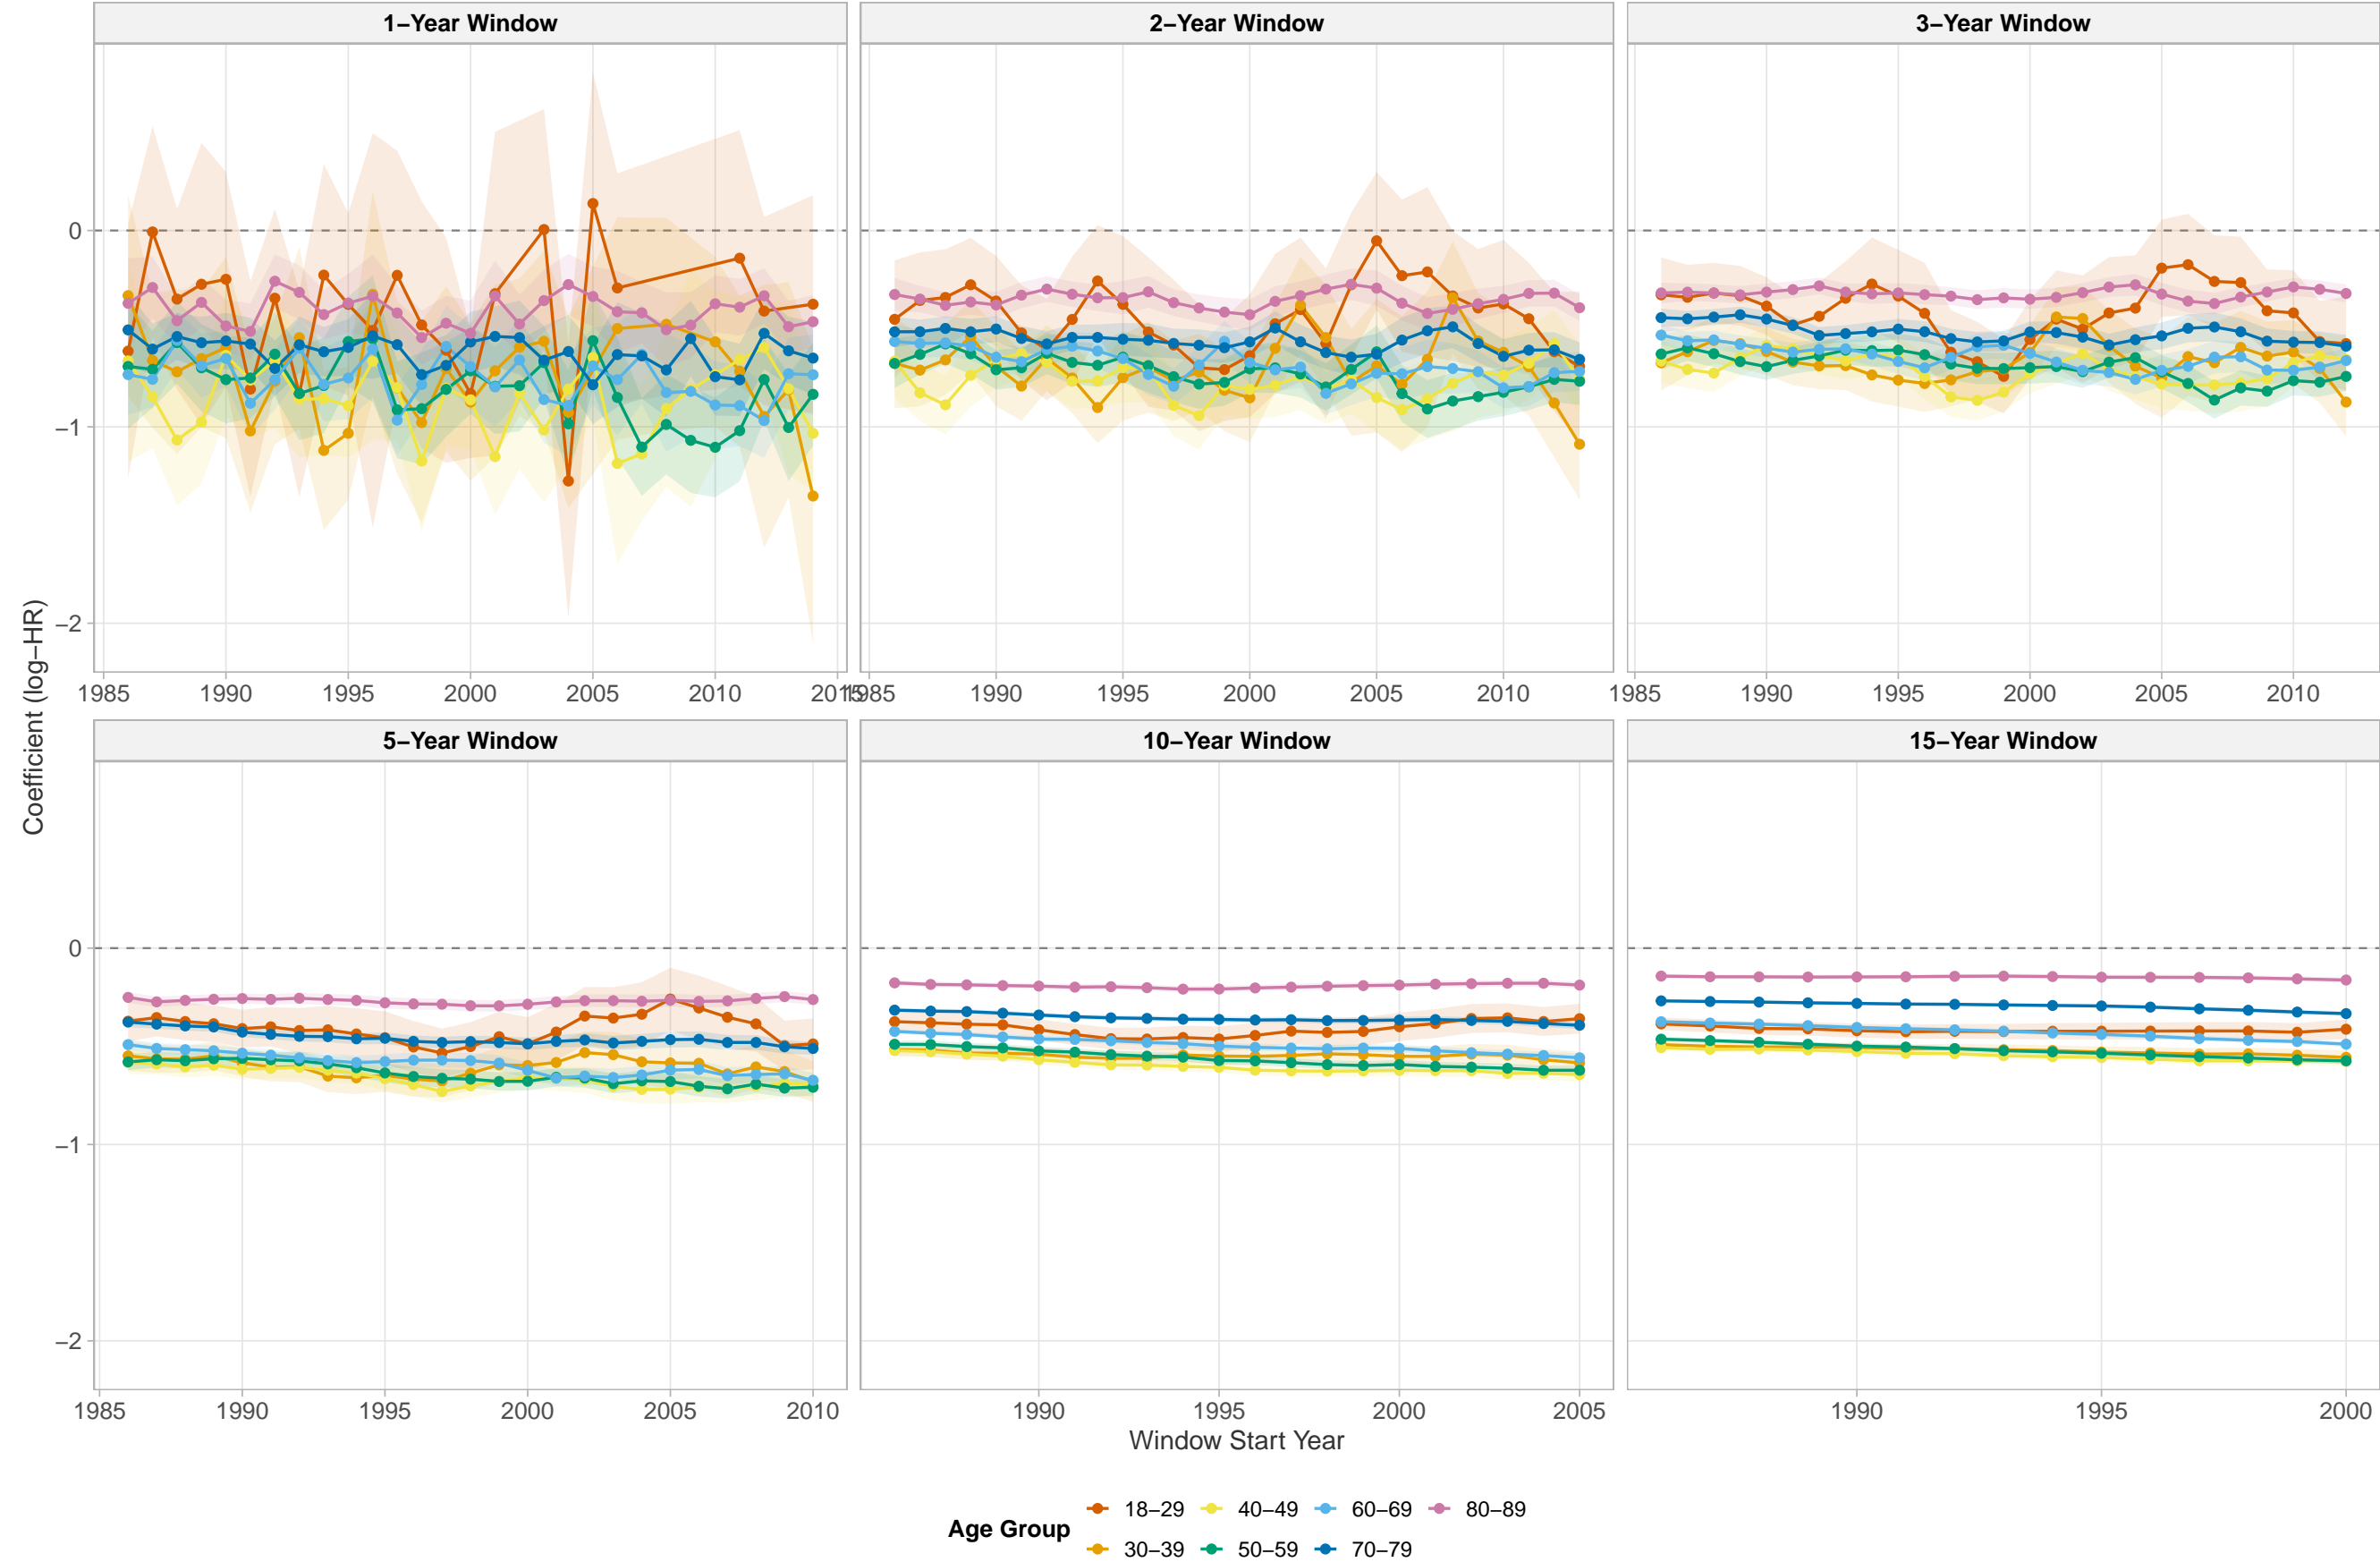 1–Year Window 2–Year Window 3–Year Window
0
–1
–2
1985 1990 1995 2000 2005 2010 2015 1985 1990 1995 2000 2005 2010 1985 1990 1995 2000 2005 2010
Coefficient (log–HR)
5–Year Window 10–Year Window 15–Year Window
0
–1
–2
1985 1990 1995 2000 2005 2010 1990 1995 2000 2005 1990 1995 2000
Window Start Year
Age Group
18–29 40–49 60–69 80–89
30–39 50–59 70–79